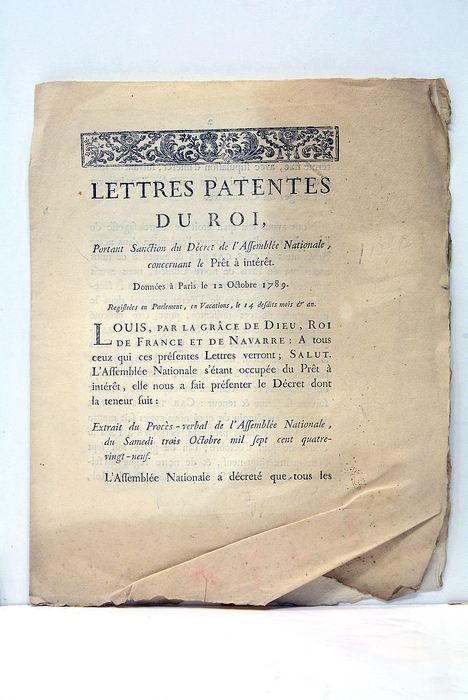 LETTRES PATENTES
DU ROI,
Portant Sanction du Décret de l'Aſſemblée Nationale,
concernant le Prêt à intérêt.
Données à Paris le 12 Octobre 1789.
Regiſtrées en Parlement, en Vacations, le 14 deſdits mois & an.
LOUIS, PAR LA GRÂCE DE DIEU, ROI
DE FRANCE ET DE NAVARRE: A tous
ceux qui ces préſentes Lettres verront; SALUT.
L'Aſſemblée Nationale s'étant occupée du Prêt à
intérêt, elle nous a fait préſenter le Décret dont
la teneur ſuit:
Extrait du Procès-verbal de l'Aſſemblée Nationale,
du Samedi trois Octobre mil ſept cent quatre-
vingt-neuf.
L'Aſſemblée Nationale a décreté que tous les